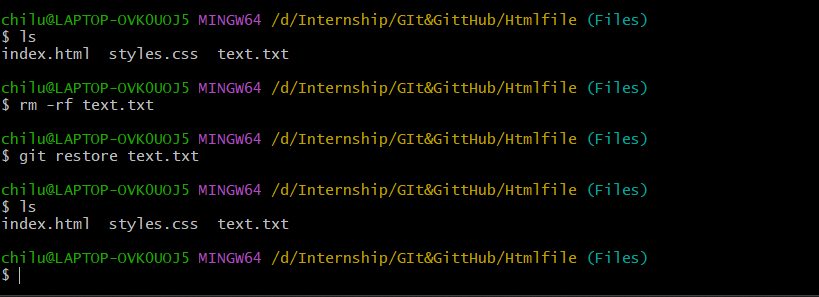 chilu@LAPTOP-OVK0UOJ5 MINGW64 /d/Internship/GIt&GittHub/Htmlfile (Files)
$ ls
index.html  styles.css  text.txt
chilu@LAPTOP-OVK0UOJ5 MINGW64 /d/Internship/GIt&GittHub/Htmlfile (Files)
$ rm -rf text.txt
chilu@LAPTOP-OVK0UOJ5 MINGW64 /d/Internship/GIt&GittHub/Htmlfile (Files)
$ git restore text.txt
chilu@LAPTOP-OVK0UOJ5 MINGW64 /d/Internship/GIt&GittHub/Htmlfile (Files)
$ ls
index.html  styles.css  text.txt
chilu@LAPTOP-OVK0UOJ5 MINGW64 /d/Internship/GIt&GittHub/Htmlfile (Files)
$